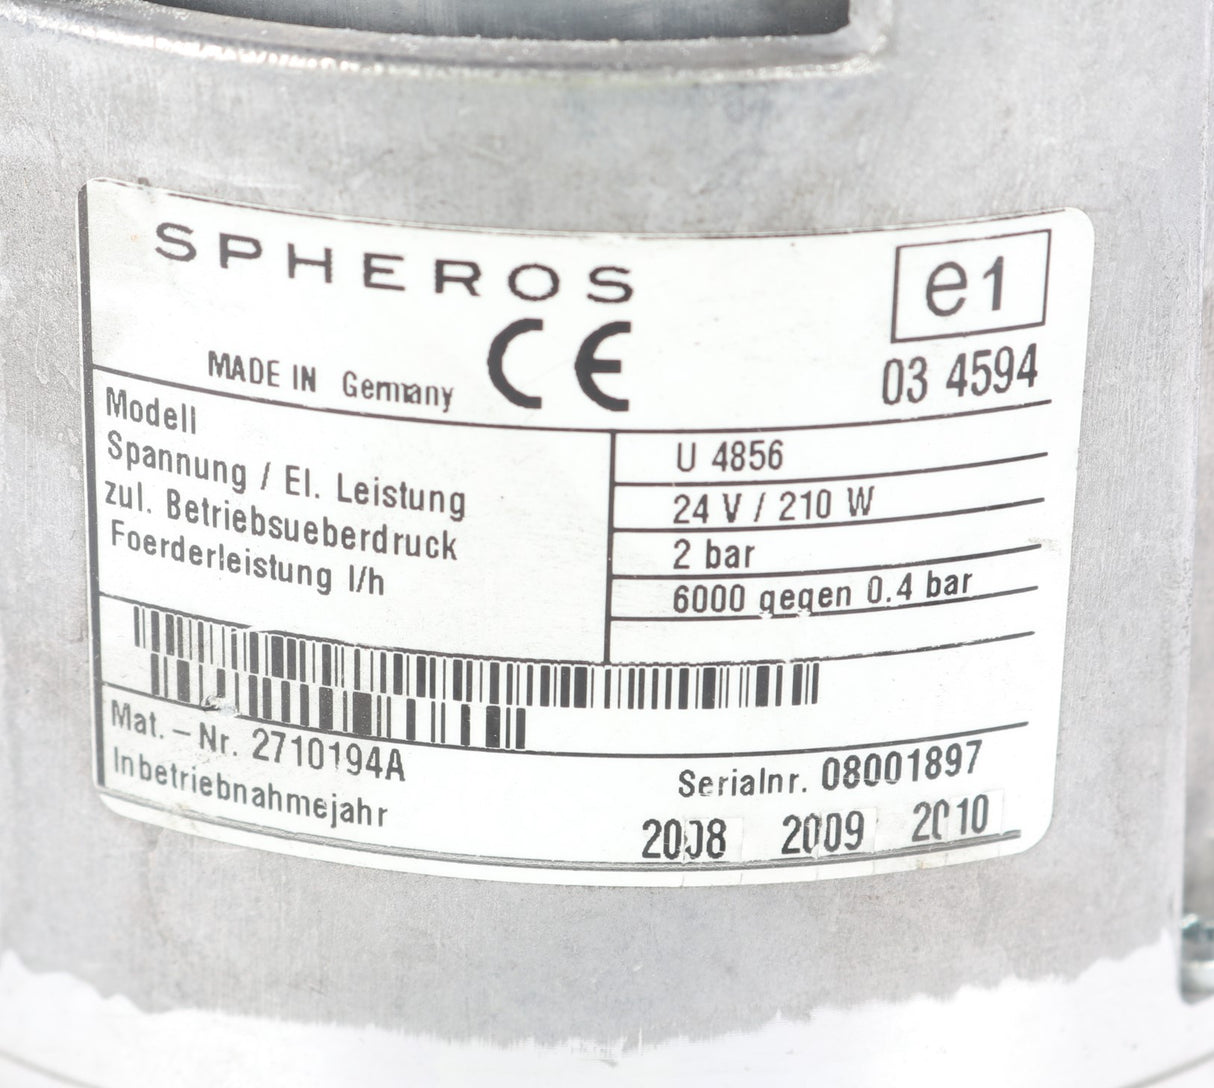 SPHEROS
e1
MADE IN Germany CE
03 4594
Modell U 4856
Spannung / El. Leistung 24 V / 210 W
zul. Betriebsueberdruck 2 bar
Foerderleistung l/h 6000 gegen 0.4 bar
Mat. – Nr. 2710194A Serialnr. 08001897
Inbetriebnahmejahr 2008 2009 2010